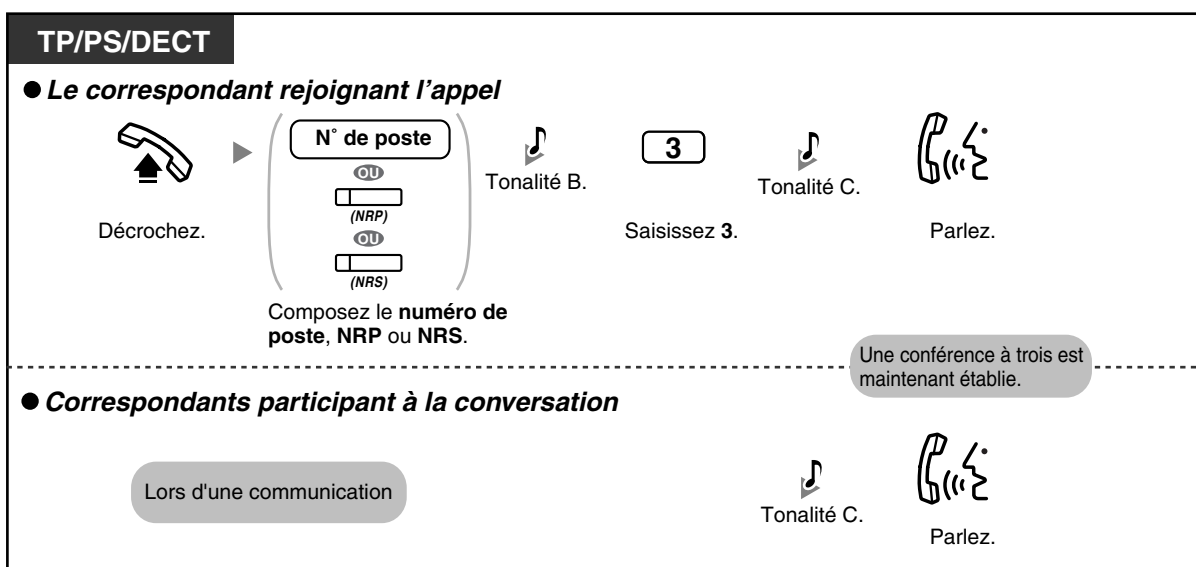 TP/PS/DECT
● Le correspondant rejoignant l'appel
N° de poste
OU
(NRP)
OU
(NRS)
Décrochez.
Composez le numéro de
poste, NRP ou NRS.
Tonalité B.
3
Saisissez 3.
Tonalité C.
Parlez.
Une conférence à trois est
maintenant établie.
● Correspondants participant à la conversation
Lors d'une communication
Tonalité C.
Parlez.